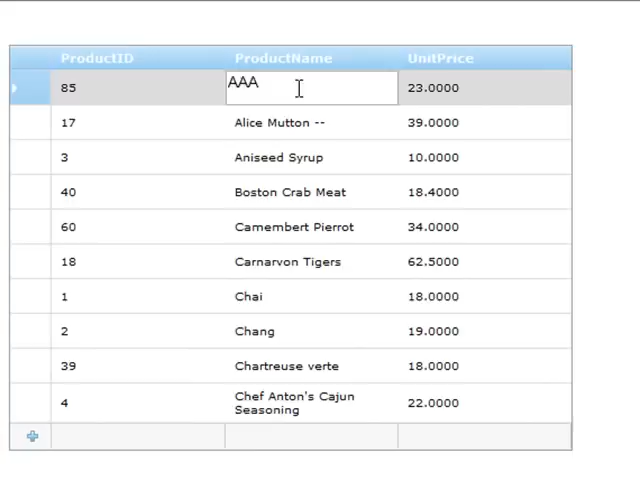 ProductID ProductName UnitPrice
85 AAA 23.0000
17 Alice Mutton -- 39.0000
3 Aniseed Syrup 10.0000
40 Boston Crab Meat 18.4000
60 Camembert Pierrot 34.0000
18 Carnarvon Tigers 62.5000
1 Chai 18.0000
2 Chang 19.0000
39 Chartreuse verte 18.0000
4 Chef Anton's Cajun 22.0000
Seasoning